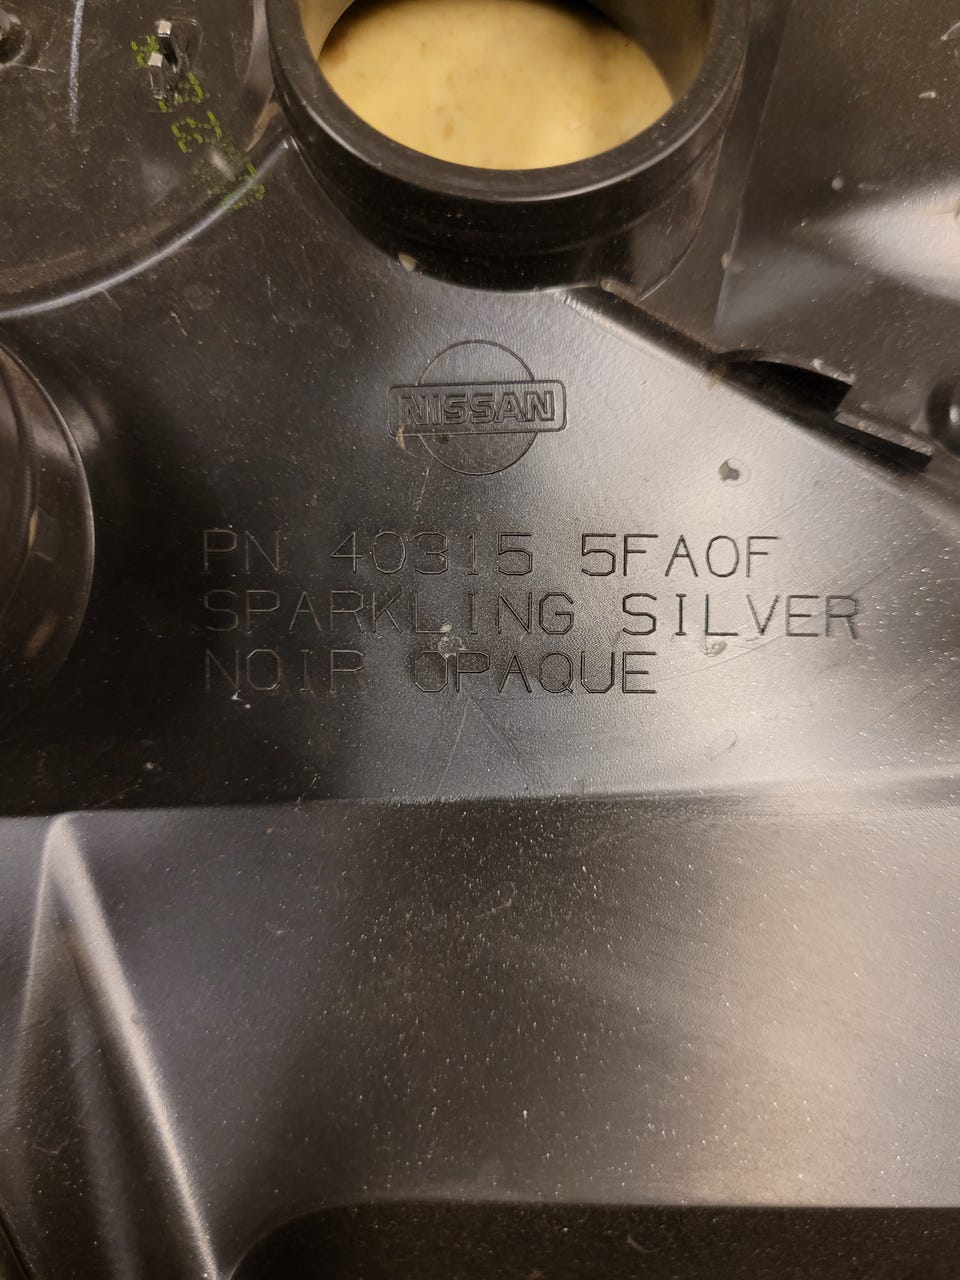 NISSAN
PN 40315 5FA0F
SPARKLING SILVER
NOIR OPAQUE